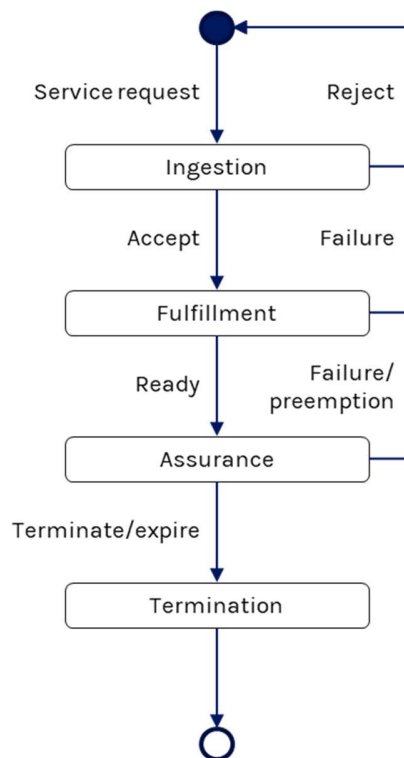 Service request
Reject
Ingestion
Accept
Failure
Fulfillment
Ready
Failure/
preemption
Assurance
Terminate/expire
Termination